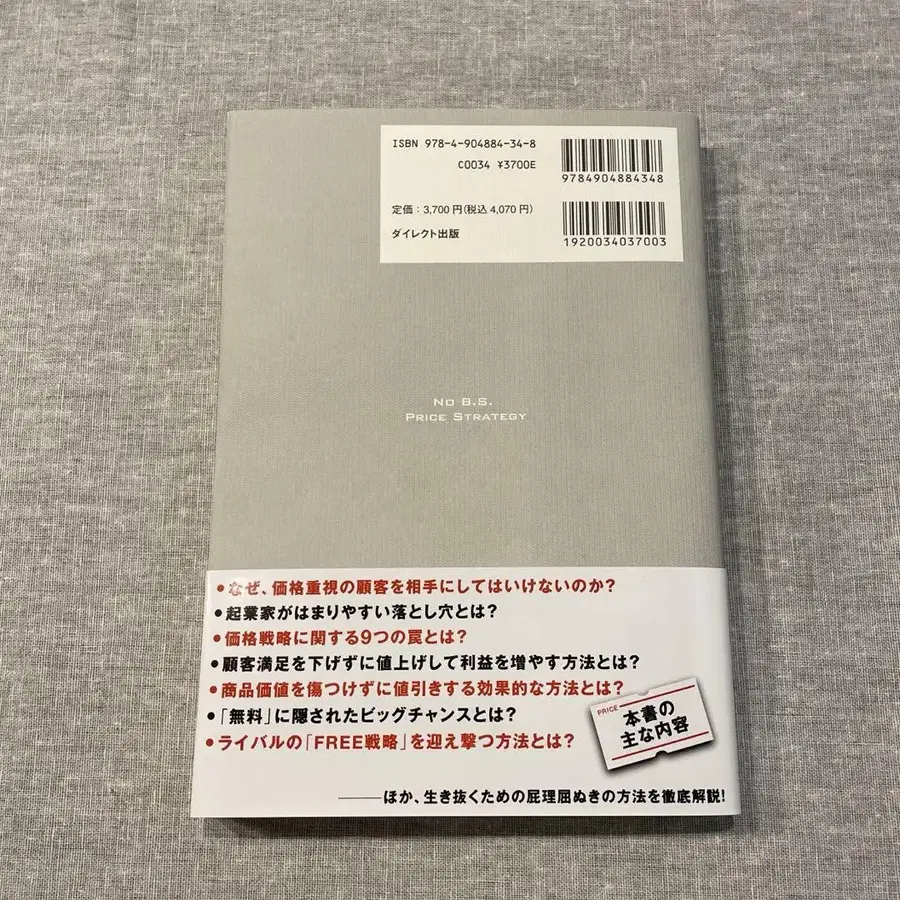 ISBN 978-4-904884-34-8
C0034 ¥3700E
9784904884348
定価：3,700円（税込4,070円）
ダイレクト出版
1920034037003
No B.S.
Price Strategy
•なぜ、価格重視の顧客を相手にしてはいけないのか？
•起業家がはまりやすい落とし穴とは？
•価格戦略に関する9つの罠とは？
•顧客満足を下げずに値上げして利益を増やす方法とは？
•商品価値を傷つけずに値引きする効果的な方法とは？
•「無料」に隠されたビッグチャンスとは？
•ライバルの「FREE戦略」を迎え撃つ方法とは？
PRICE
本書の
主な内容
――ほか、生き抜くための屁理屈ぬきの方法を徹底解説！